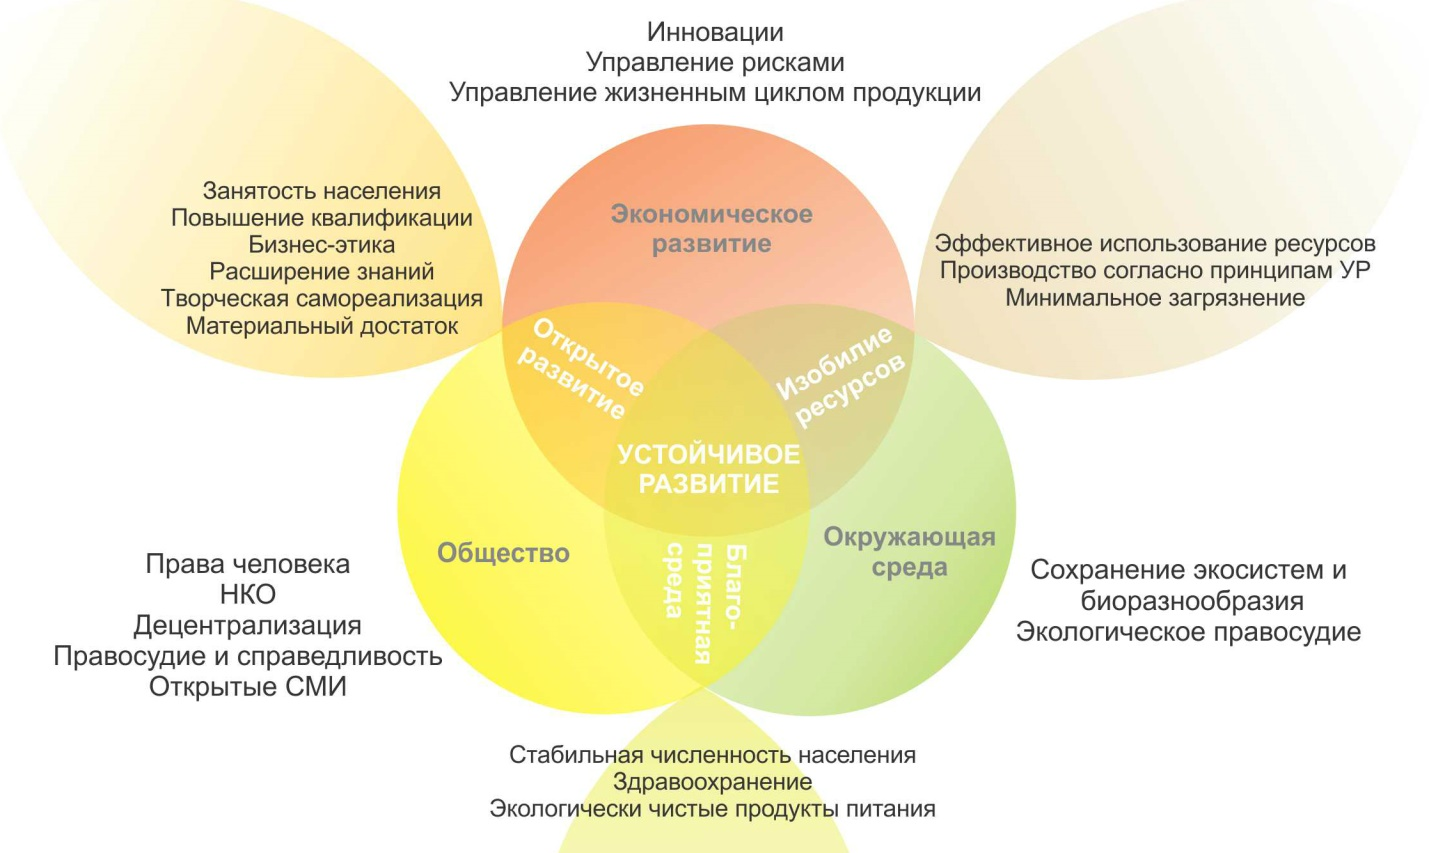 Инновации
Управление рисками
Управление жизненным циклом продукции
Занятость населения
Повышение квалификации
Бизнес-этика
Расширение знаний
Творческая самореализация
Материальный достаток
Экономическое
развитие
Эффективное использование ресурсов
Производство согласно принципам УР
Минимальное загрязнение
Открытое
развитие
Изобилие
ресурсов
УСТОЙЧИВОЕ
РАЗВИТИЕ
Общество
Окружающая
среда
Благо-
приятная
среда
Права человека
НКО
Децентрализация
Правосудие и справедливость
Открытые СМИ
Сохранение экосистем и
биоразнообразия
Экологическое правосудие
Стабильная численность населения
Здравоохранение
Экологически чистые продукты питания